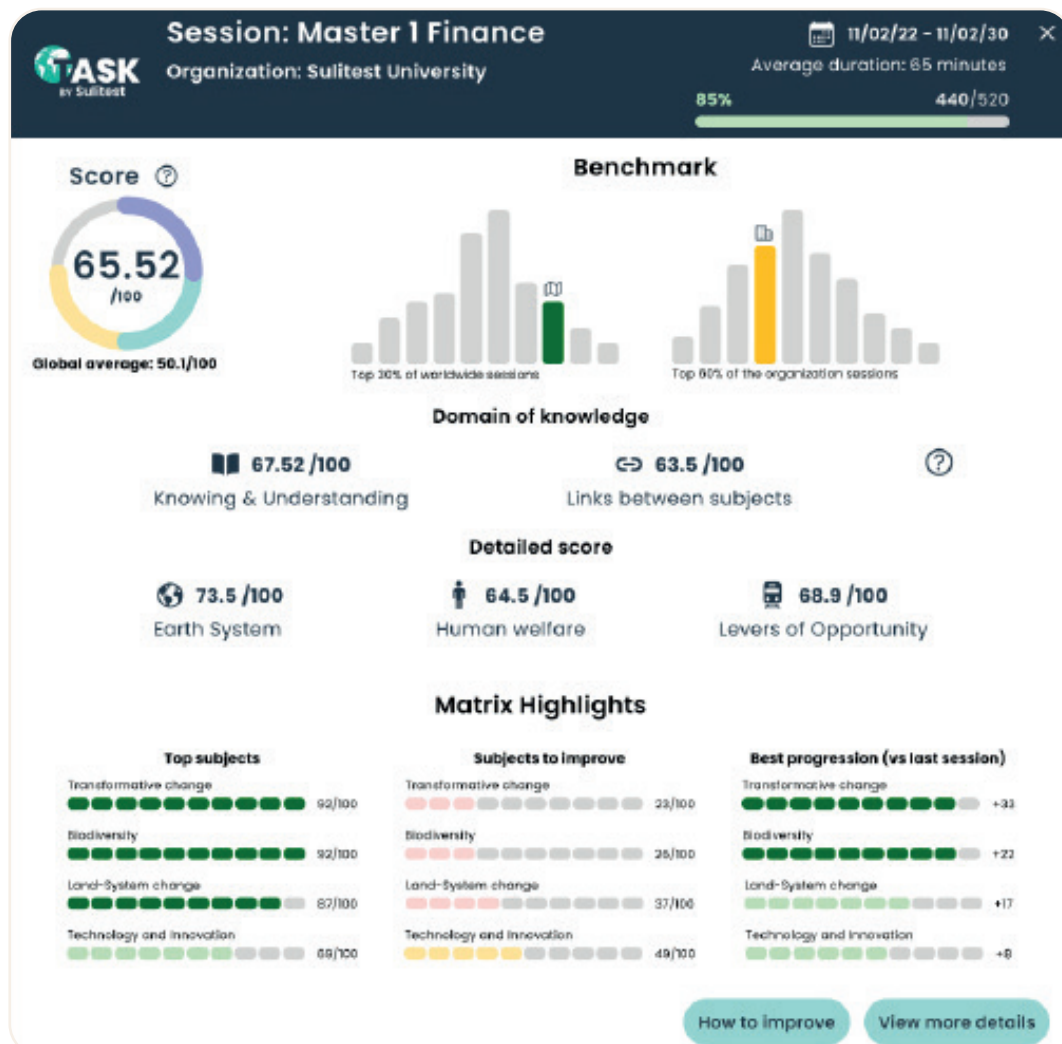 Session: Master 1 Finance
Organization: Sulitest University
TASK
BY Sulitest
11/02/22 - 11/02/30
Average duration: 65 minutes
85% 440/520
Score
65.52
/100
Global average: 50.1/100
Benchmark
Top 30% of worldwide sessions
Top 60% of the organization sessions
Domain of knowledge
67.52 /100
Knowing & Understanding
63.5 /100
Links between subjects
Detailed score
73.5 /100
Earth System
64.5 /100
Human welfare
68.9 /100
Levers of Opportunity
Matrix Highlights
Top subjects
Transformative change
92/100
Biodiversity
92/100
Land-System change
87/100
Technology and Innovation
69/100
Subjects to improve
Transformative change
23/100
Biodiversity
26/100
Land-System change
37/100
Technology and Innovation
49/100
Best progression (vs last session)
Transformative change
+33
Biodiversity
+22
Land-System change
+17
Technology and Innovation
+8
How to improve
View more details